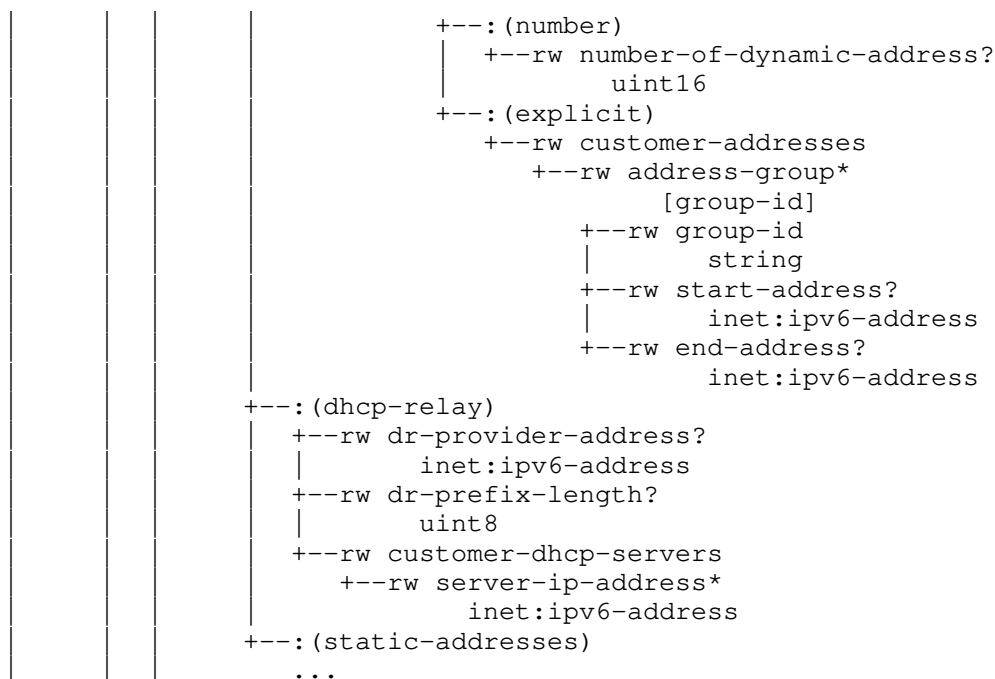 |       |   |       |               +--:(number)
|       |   |       |               |  +--rw number-of-dynamic-address?
|       |   |       |               |          uint16
|       |   |       |               +--:(explicit)
|       |   |       |                  +--rw customer-addresses
|       |   |       |                     +--rw address-group*
|       |   |       |                             [group-id]
|       |   |       |                        +--rw group-id
|       |   |       |                        |       string
|       |   |       |                        +--rw start-address?
|       |   |       |                        |       inet:ipv6-address
|       |   |       |                        +--rw end-address?
|       |   |       |                                inet:ipv6-address
|       |   |       +--:(dhcp-relay)
|       |   |       |  +--rw dr-provider-address?
|       |   |       |  |       inet:ipv6-address
|       |   |       |  +--rw dr-prefix-length?
|       |   |       |  |       uint8
|       |   |       |  +--rw customer-dhcp-servers
|       |   |       |     +--rw server-ip-address*
|       |   |       |             inet:ipv6-address
|       |   |       +--:(static-addresses)
|       |   |          ...